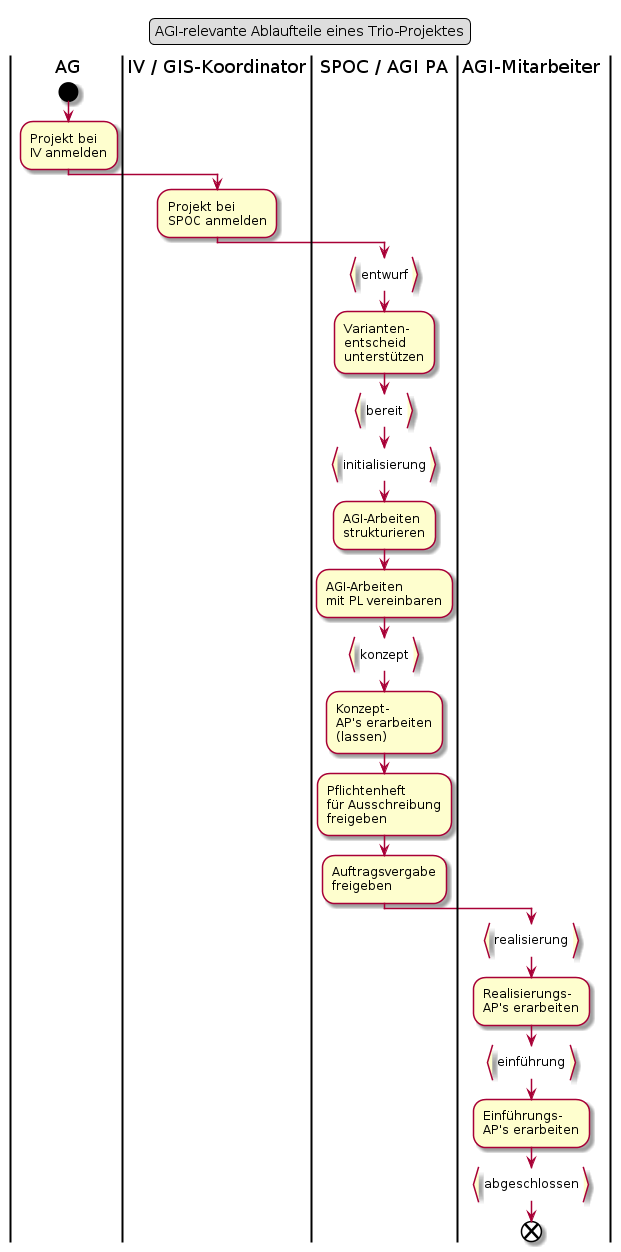 AGI-relevante Ablaufteile eines Trio-Projektes
AG
IV / GIS-Koordinator
SPOC / AGI PA
AGI-Mitarbeiter
Projekt bei
IV anmelden
Projekt bei
SPOC anmelden
entwurf
Varianten-
entscheid
unterstützen
bereit
initialisierung
AGI-Arbeiten
strukturieren
AGI-Arbeiten
mit PL vereinbaren
konzept
Konzept-
AP's erarbeiten
(lassen)
Pflichtenheft
für Ausschreibung
freigeben
Auftragsvergabe
freigeben
realisierung
Realisierungs-
AP's erarbeiten
einführung
Einführungs-
AP's erarbeiten
abgeschlossen